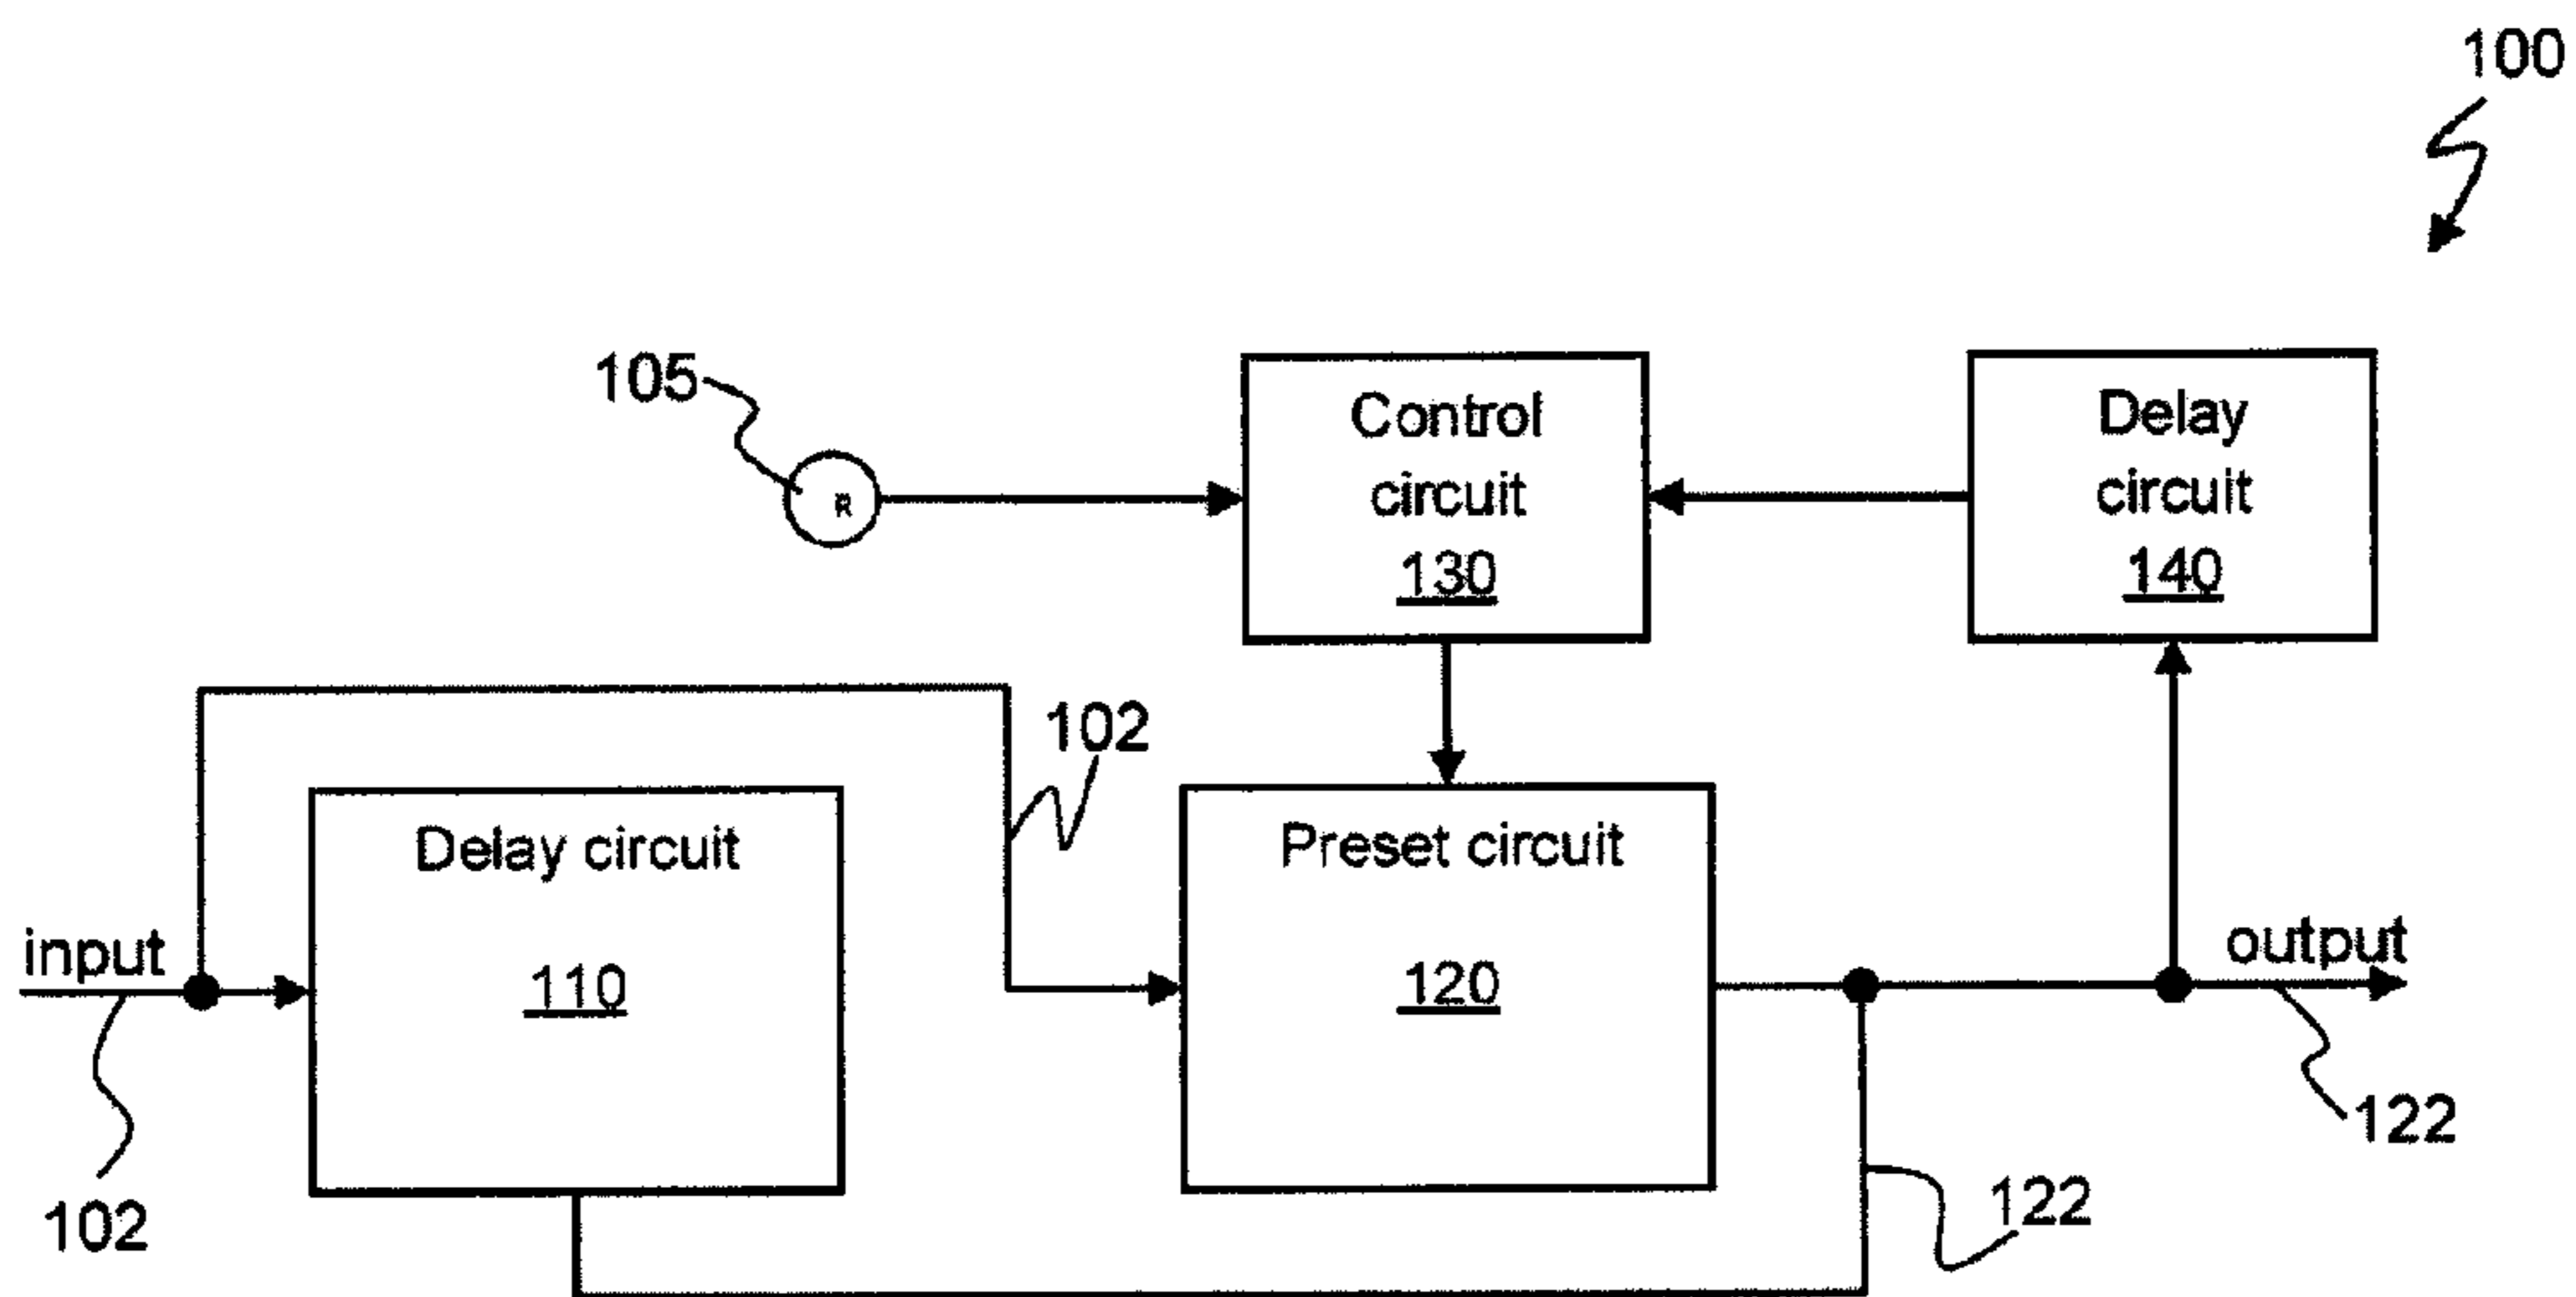 100
105
R
Control
circuit
130
Delay
circuit
140
102
Delay circuit
110
Preset circuit
120
input
output
102
122
122